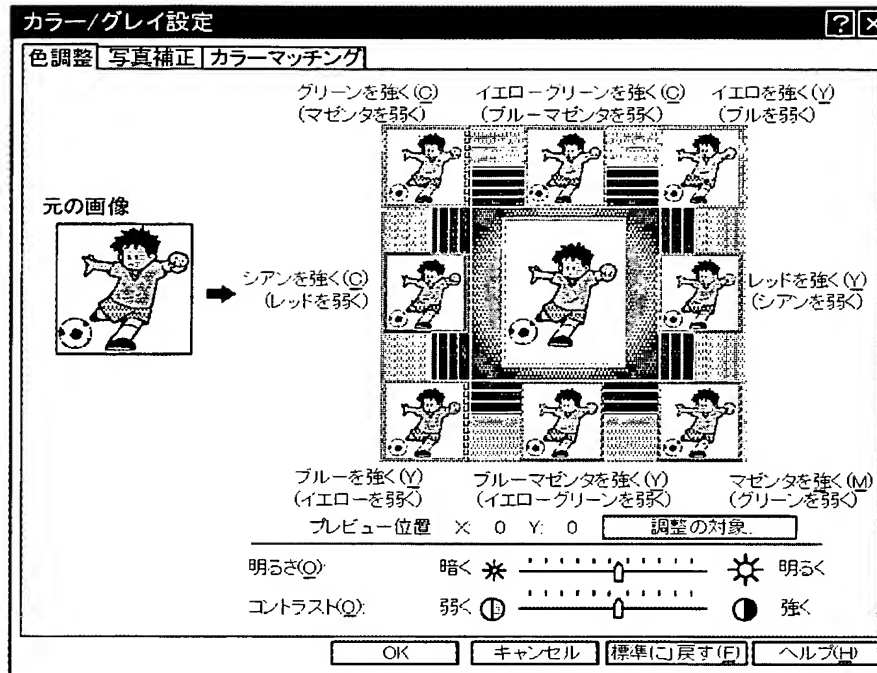 カラー/グレイ設定
?
×
色調整 写真補正 カラーマッチング
グリーンを強く(C) イエローグリーンを強く(C) イエロを強く(Y)
(マゼンタを弱く) (ブルーマゼンタを弱く) (ブルを弱く)
元の画像
シアンを強く(C)
(レッドを弱く)
レッドを強く(Y)
(シアンを弱く)
ブルーを強く(Y) ブルーマゼンタを強く(Y) マゼンタを強く(M)
(イエローを弱く) (イエローグリーンを弱く) (グリーンを弱く)
プレビュー位置 X: 0 Y: 0 調整の対象.
明るさ(O): 暗く 明るく
コントラスト(O): 弱く 強く
OK キャンセル 標準に戻す(F) ヘルプ(H)